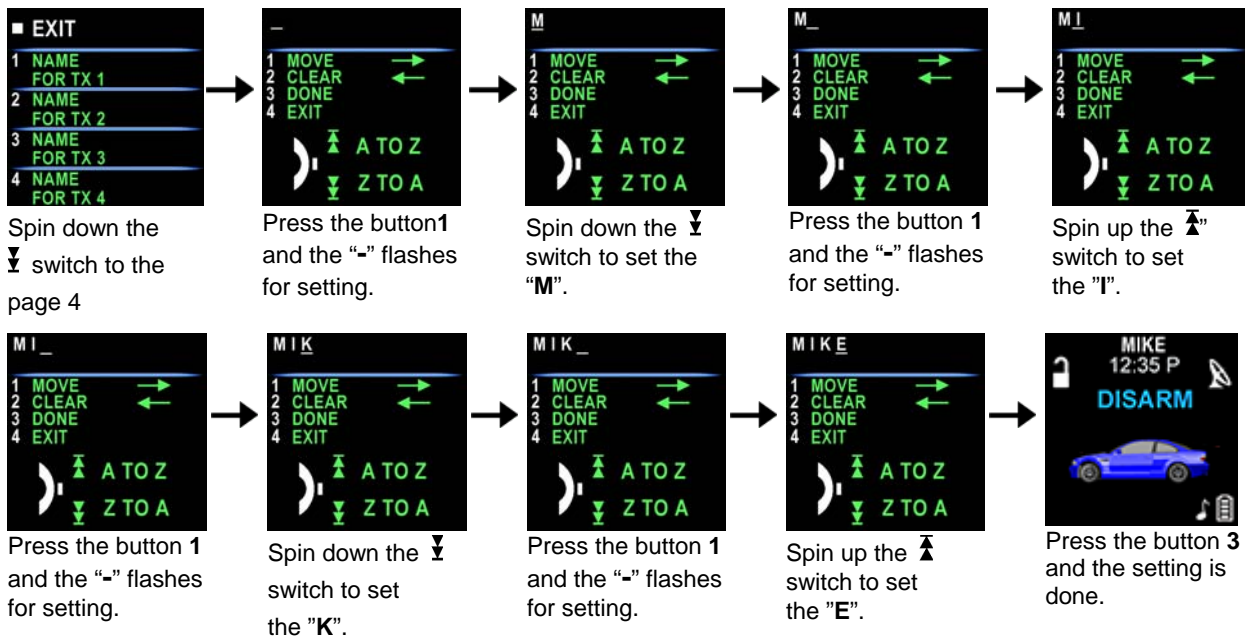 ■ EXIT
1 NAME
FOR TX 1
2 NAME
FOR TX 2
3 NAME
FOR TX 3
4 NAME
FOR TX 4
Spin down the
switch to the
page 4
_
1 MOVE
2 CLEAR
3 DONE
4 EXIT
A TO Z
Z TO A
Press the button1
and the “-” flashes
for setting.
M
1 MOVE
2 CLEAR
3 DONE
4 EXIT
A TO Z
Z TO A
Spin down the
switch to set the
“M”.
M_
1 MOVE
2 CLEAR
3 DONE
4 EXIT
A TO Z
Z TO A
Press the button 1
and the “-” flashes
for setting.
MI
1 MOVE
2 CLEAR
3 DONE
4 EXIT
A TO Z
Z TO A
Spin up the ”
switch to set
the ”I”.
MI_
1 MOVE
2 CLEAR
3 DONE
4 EXIT
A TO Z
Z TO A
Press the button 1
and the “-” flashes
for setting.
MIK
1 MOVE
2 CLEAR
3 DONE
4 EXIT
A TO Z
Z TO A
Spin down the
switch to set
the ”K”.
MIK_
1 MOVE
2 CLEAR
3 DONE
4 EXIT
A TO Z
Z TO A
Press the button 1
and the “-” flashes
for setting.
MIKE
1 MOVE
2 CLEAR
3 DONE
4 EXIT
A TO Z
Z TO A
Spin up the
switch to set
the ”E”.
MIKE
12:35 P
DISARM
Press the button 3
and the setting is
done.